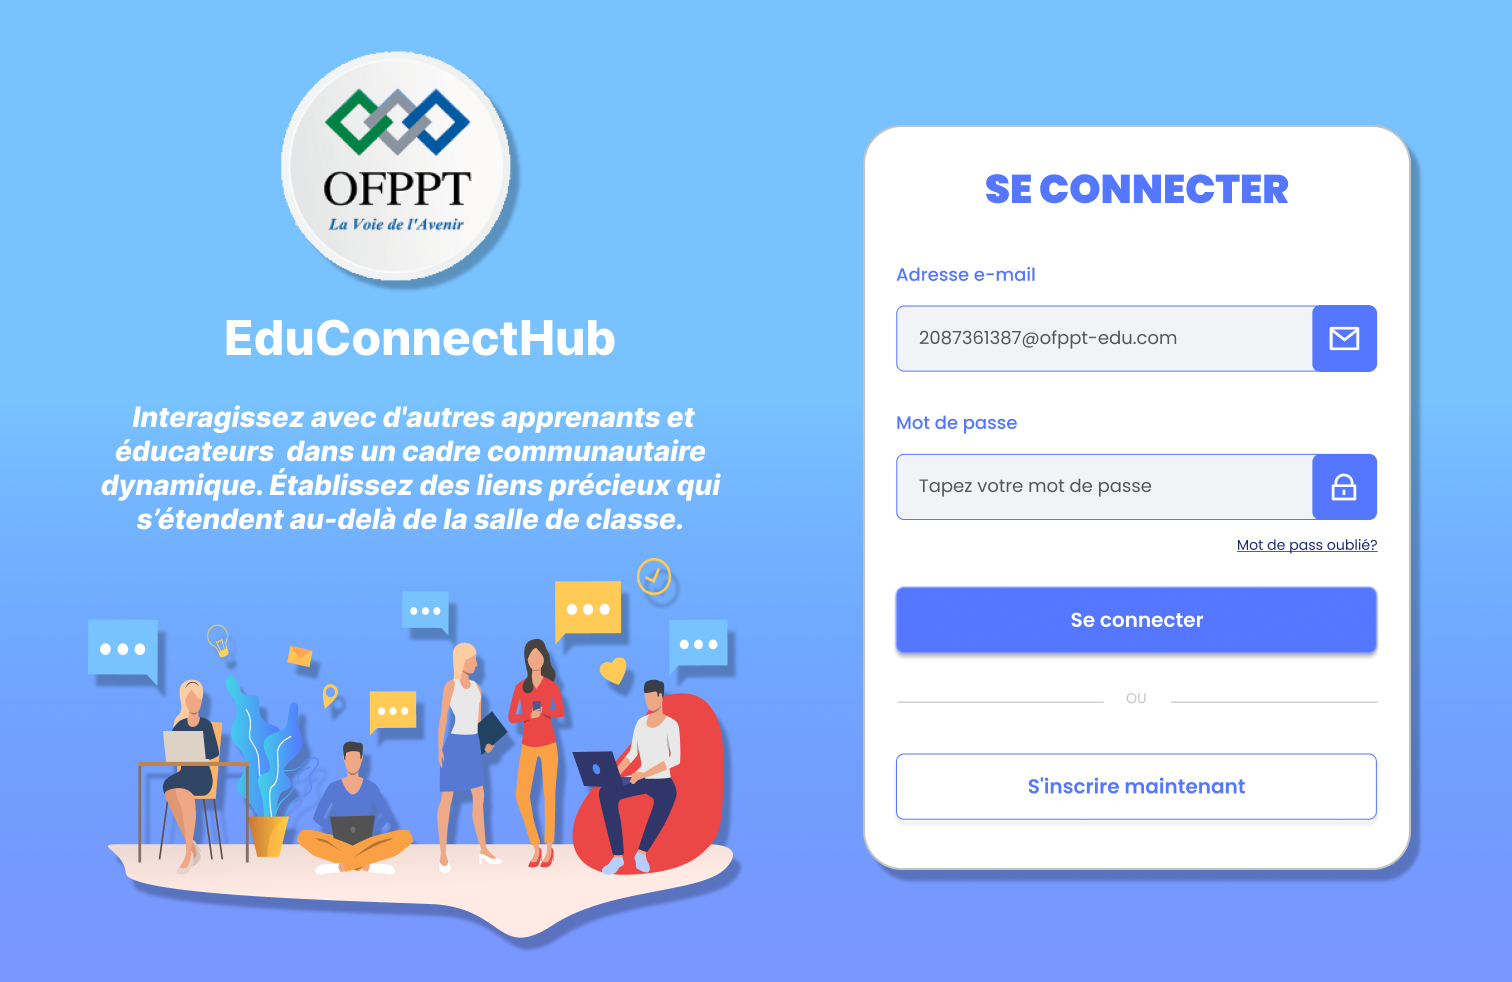 OFPPT
La Voie de l'Avenir
EduConnectHub
Interagissez avec d'autres apprenants et
éducateurs  dans un cadre communautaire
dynamique. Établissez des liens précieux qui
s’étendent au-delà de la salle de classe.
SE CONNECTER
Adresse e-mail
2087361387@ofppt-edu.com
Mot de passe
Tapez votre mot de passe
Mot de pass oublié?
Se connecter
OU
S'inscrire maintenant